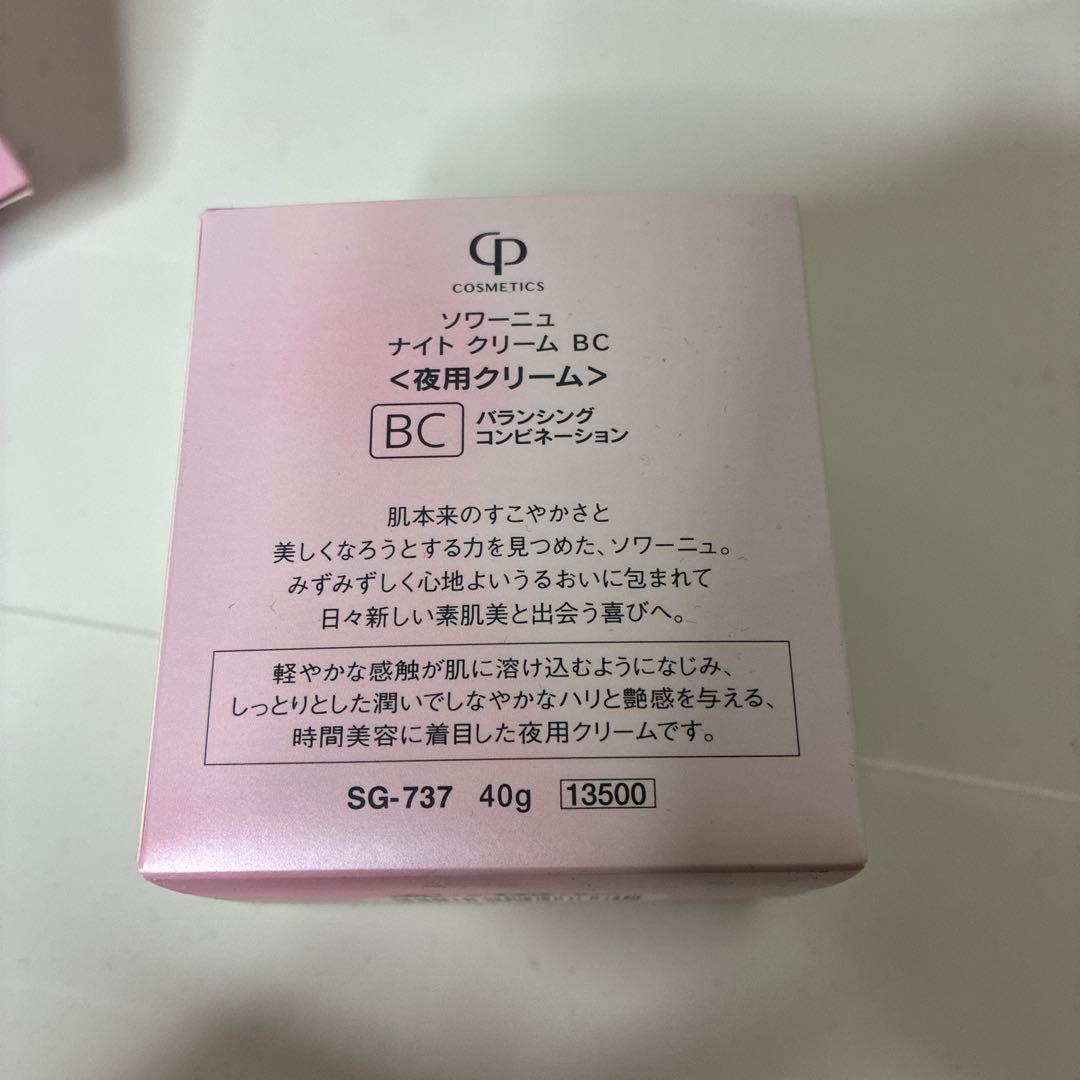 CP
COSMETICS
ソワーニュ
ナイト クリーム BC
<夜用クリーム>
BC バランシング
コンビネーション
肌本来のすこやかさと
美しくなろうとする力を見つめた、ソワーニュ。
みずみずしく心地よいうるおいに包まれて
日々新しい素肌美と出会う喜びへ。
軽やかな感触が肌に溶け込むようになじみ、
しっとりとした潤いでしなやかなハリと艶感を与える、
時間美容に着目した夜用クリームです。
SG-737 40g 13500